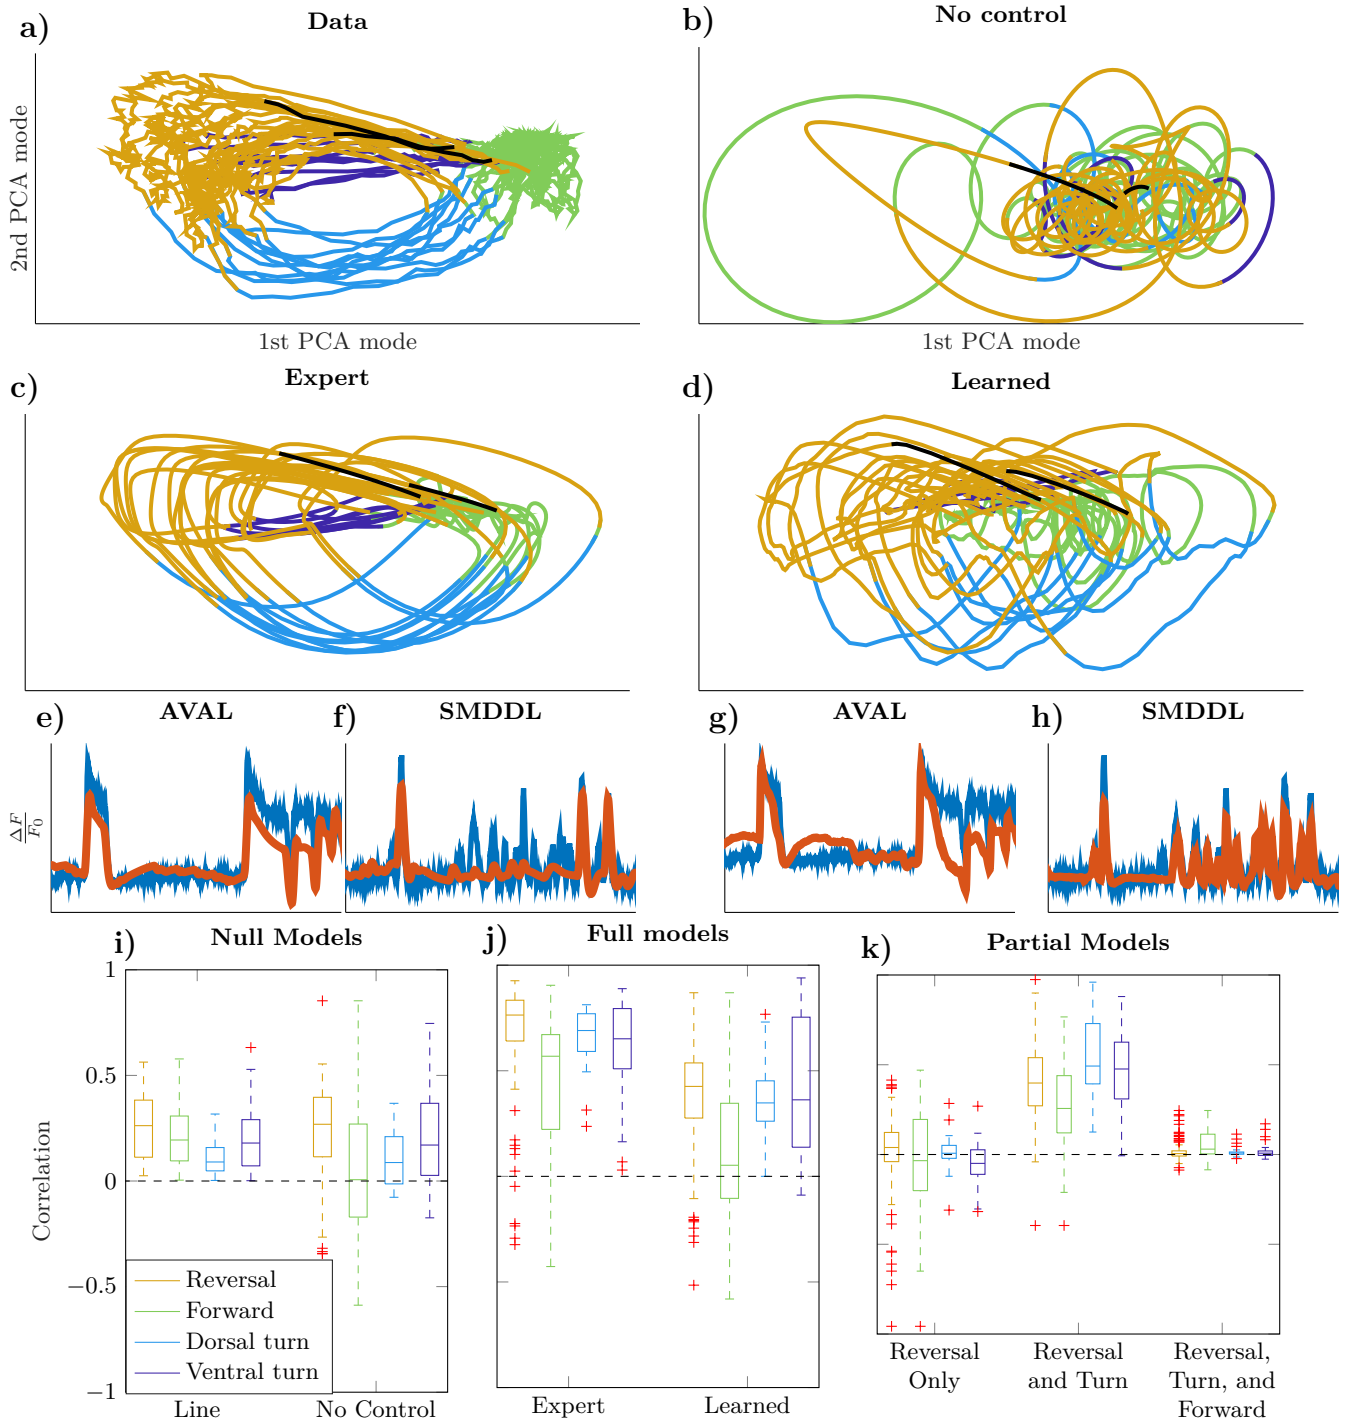 a)
Data
b)
No control
2nd PCA mode
1st PCA mode
1st PCA mode
c)
Expert
d)
Learned
e)
AVAL
f)
SMDDL
g)
AVAL
h)
SMDDL
ΔF
F0
i)
Null Models
j)
Full models
k)
Partial Models
Correlation
1
0.5
0
−0.5
−1
Reversal
Forward
Dorsal turn
Ventral turn
Line
No Control
Expert
Learned
Reversal
Only
Reversal
and Turn
Reversal,
Turn, and
Forward